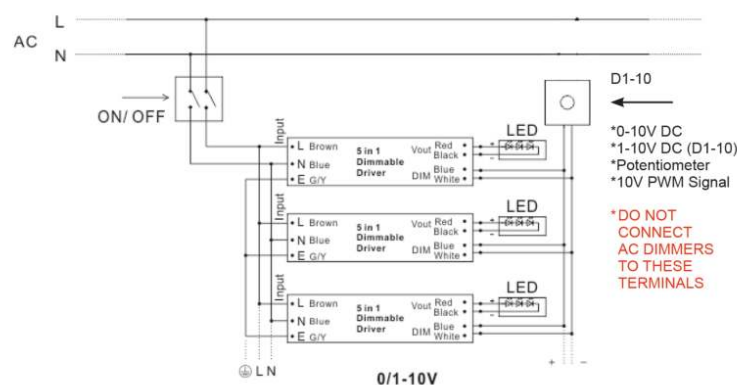 L
AC
N
ON/ OFF
D1-10
*0-10V DC
*1-10V DC (D1-10)
*Potentiometer
*10V PWM Signal
*DO NOT
CONNECT
AC DIMMERS
TO THESE
TERMINALS
Input
L Brown
N Blue
E G/Y
5 in 1
Dimmable
Driver
Vout Red
Black
DIM Blue
White
LED
+
-
Input
L Brown
N Blue
E G/Y
5 in 1
Dimmable
Driver
Vout Red
Black
DIM Blue
White
LED
+
-
Input
L Brown
N Blue
E G/Y
5 in 1
Dimmable
Driver
Vout Red
Black
DIM Blue
White
LED
+
-
L N
+ -
0/1-10V